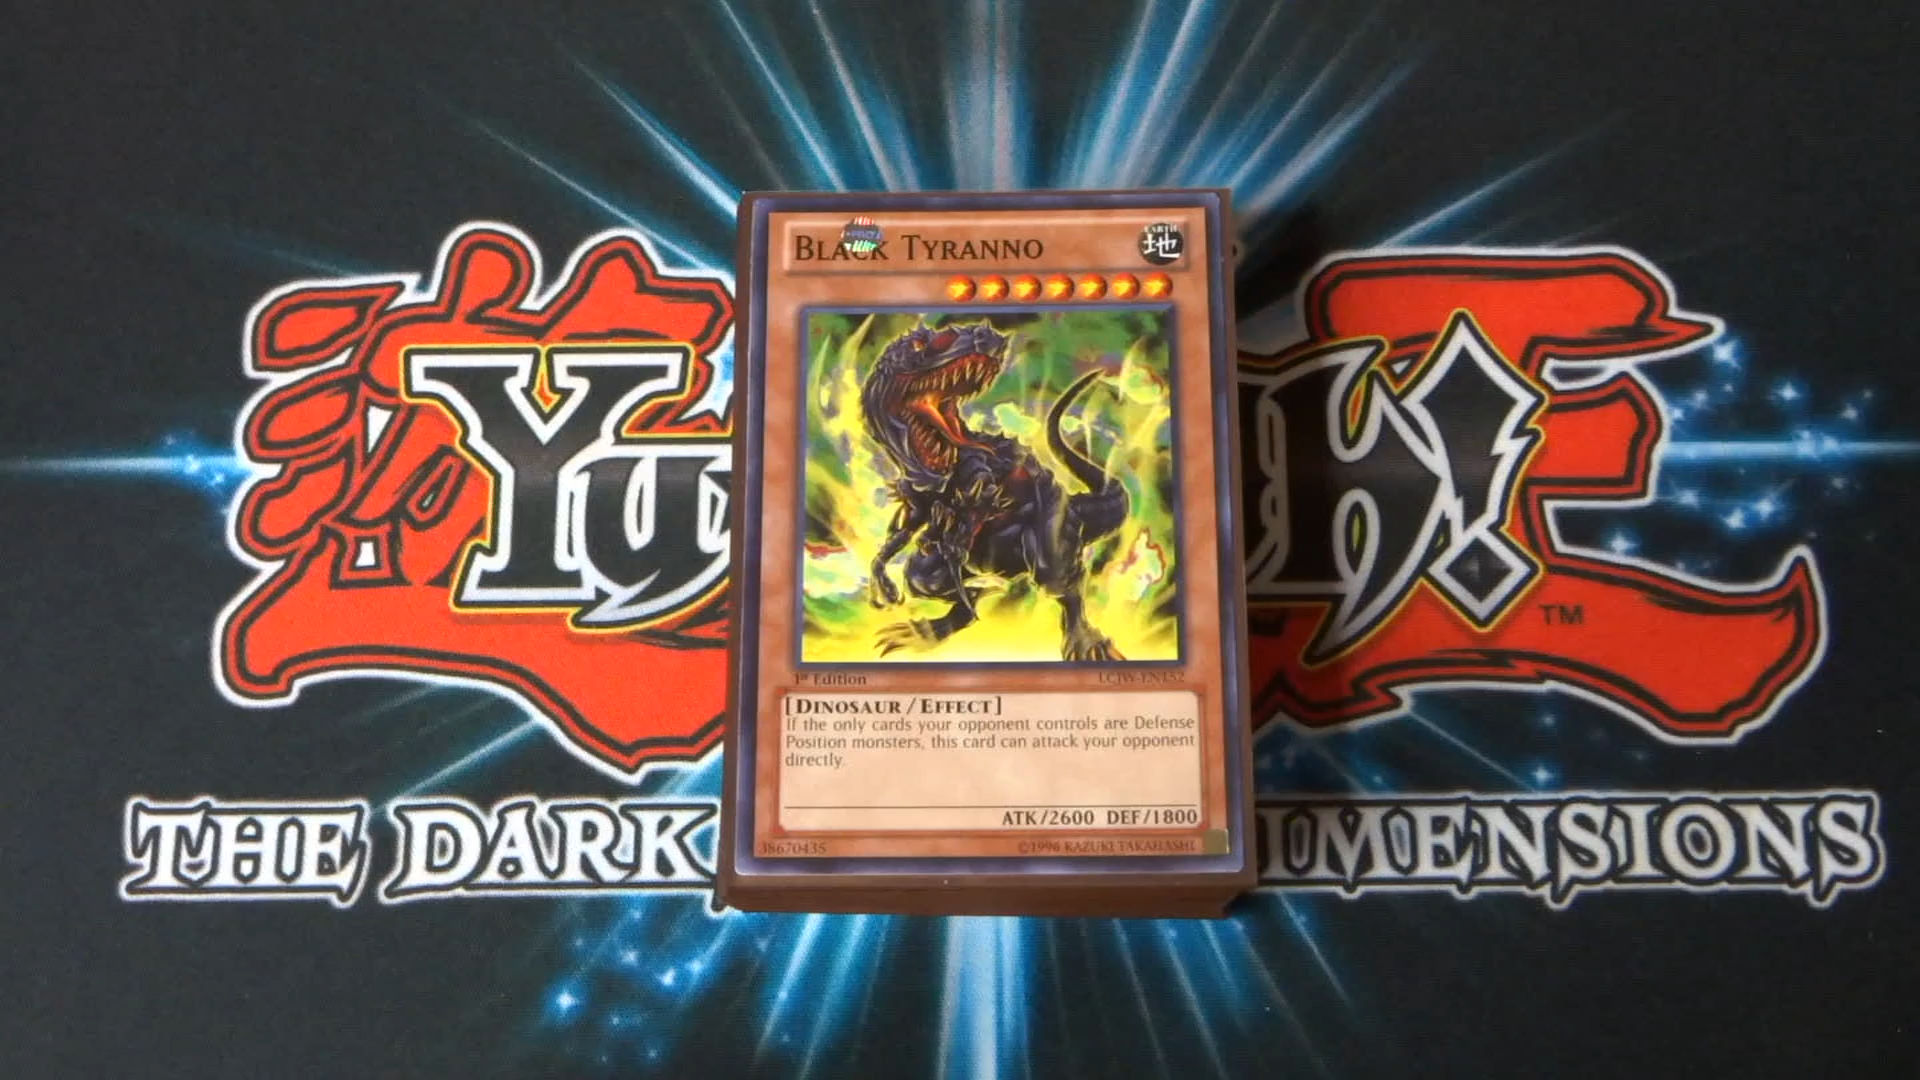 BLACK TYRANNO
EARTH
地
1st Edition
LCJW-EN152
[DINOSAUR/EFFECT]
If the only cards your opponent controls are Defense
Position monsters, this card can attack your opponent
directly.
ATK/2600 DEF/1800
38670435
©1996 KAZUKI TAKAHASHI
Yu
H!
TM
THE DARK
IMENSIONS